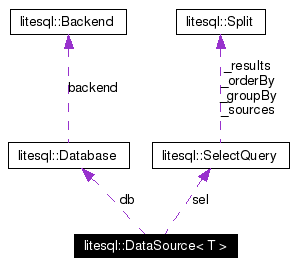 litesql::Backend
litesql::Split
backend
_results
_orderBy
_groupBy
_sources
litesql::Database
litesql::SelectQuery
db
sel
litesql::DataSource< T >